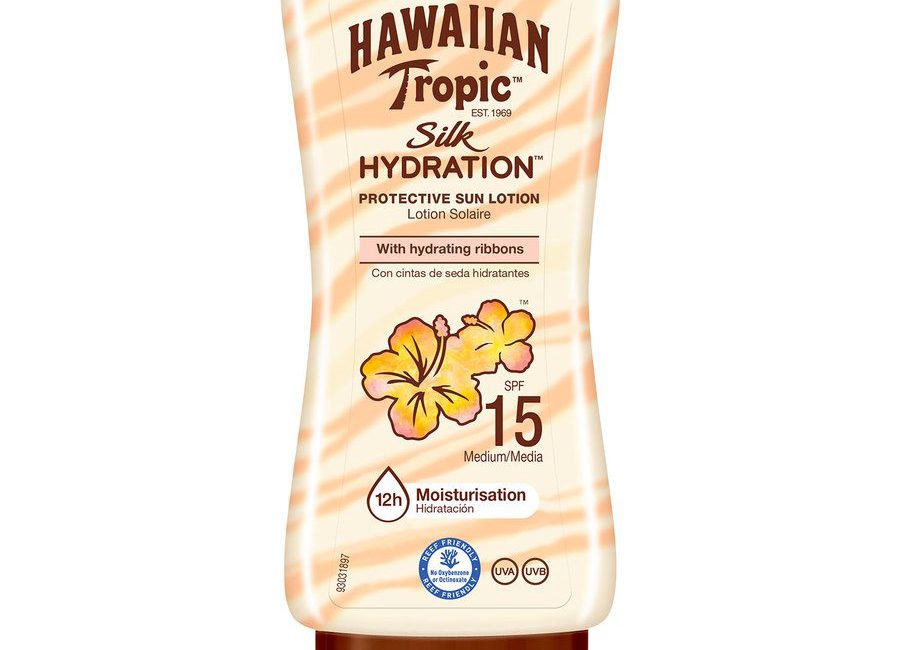 HAWAIIAN
Tropic™
EST. 1969
Silk
HYDRATION™
PROTECTIVE SUN LOTION
Lotion Solaire
With hydrating ribbons
Con cintas de seda hidratantes
™
SPF
15
Medium/Media
12h Moisturisation
Hidratación
REEF FRIENDLY
No Oxybenzone
or Octinoxate
REEF FRIENDLY
UVA UVB
93031897